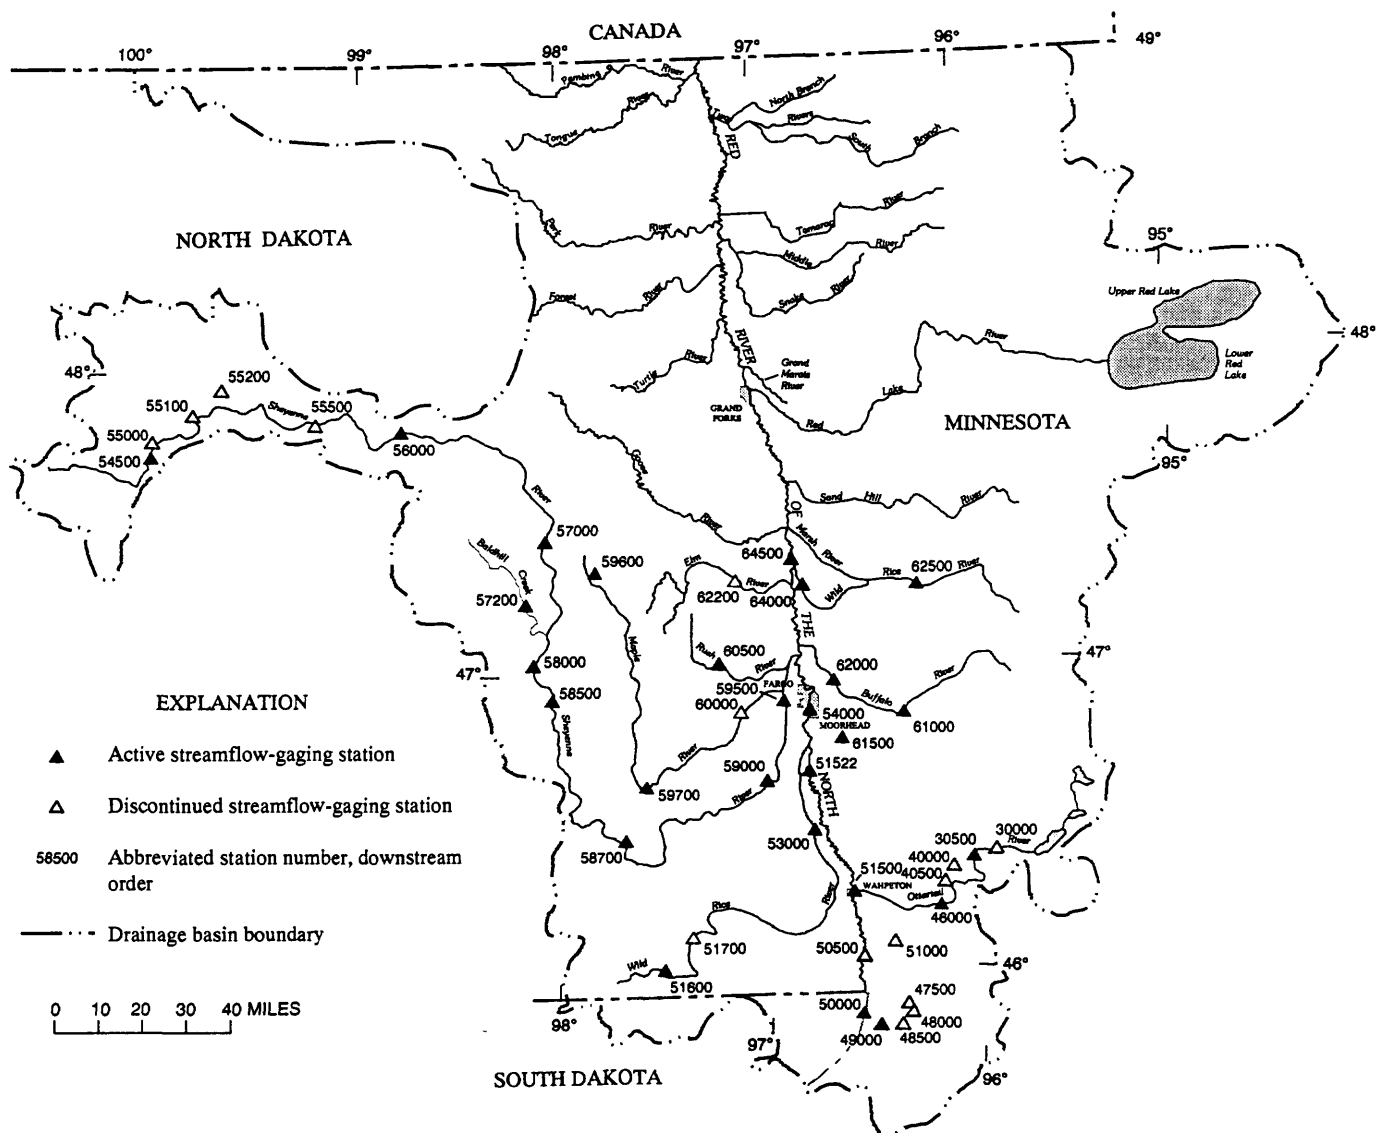 CANADA
100°
99°
98°
97°
96°
49°
Pembina
River
North Branch
River
Tongue
Two
Rivers
South
Branch
RED
NORTH DAKOTA
Park
River
Tamarac
River
Middle
River
95°
Forest
River
Snake
River
Upper Red Lake
RIVER
River
48°
Lower
Red
Lake
Turtle
River
Grand
Marais
River
Lake
48°
GRAND
FORKS
Red
MINNESOTA
55200
55100
Sheyenne
55500
55000
54500
56000
Goose
95°
River
River
OF
Sand
Hill
River
57000
Baldhill
Creek
57200
59600
64500
Marsh
River
Elm
River
62200
64000
Wild
Rice
62500
River
THE
Maple
Rush
60500
River
47°
58000
47°
59500
FARGO
62000
River
Buffalo
58500
60000
54000
61000
MOORHEAD
61500
EXPLANATION
Sheyenne
Active streamflow-gaging station
River
59000
51522
59700
River
NORTH
Discontinued streamflow-gaging station
53000
30500
30000
River
58500
Abbreviated station number, downstream
order
58700
51500
40000
40500
WAHPETON
Ottertail
River
46000
Rice
Drainage basin boundary
51700
50500
51000
46°
Wild
51600
47500
0 10 20 30 40 MILES
50000
48000
49000
48500
98°
97°
96°
SOUTH DAKOTA